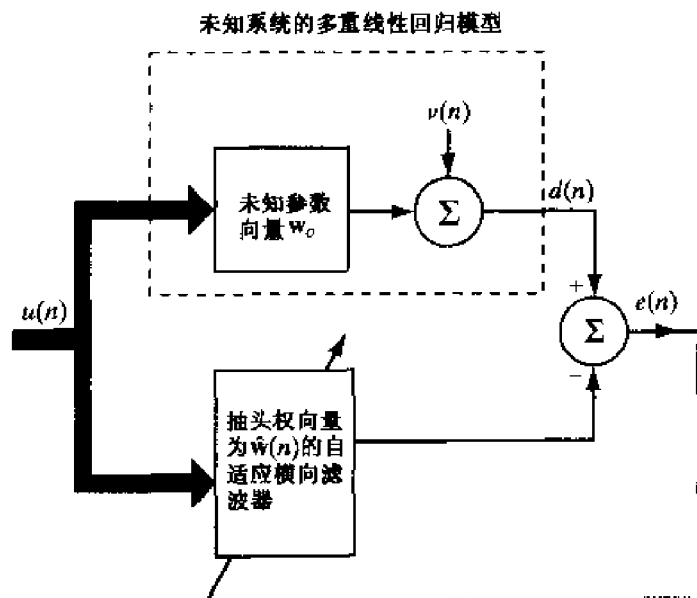 未知系统的多重线性回归模型
ν(n)
未知参数
向量 w_o
Σ
d(n)
u(n)
+
Σ
e(n)
−
抽头权向量
为ŵ(n)的自
适应横向滤
波器